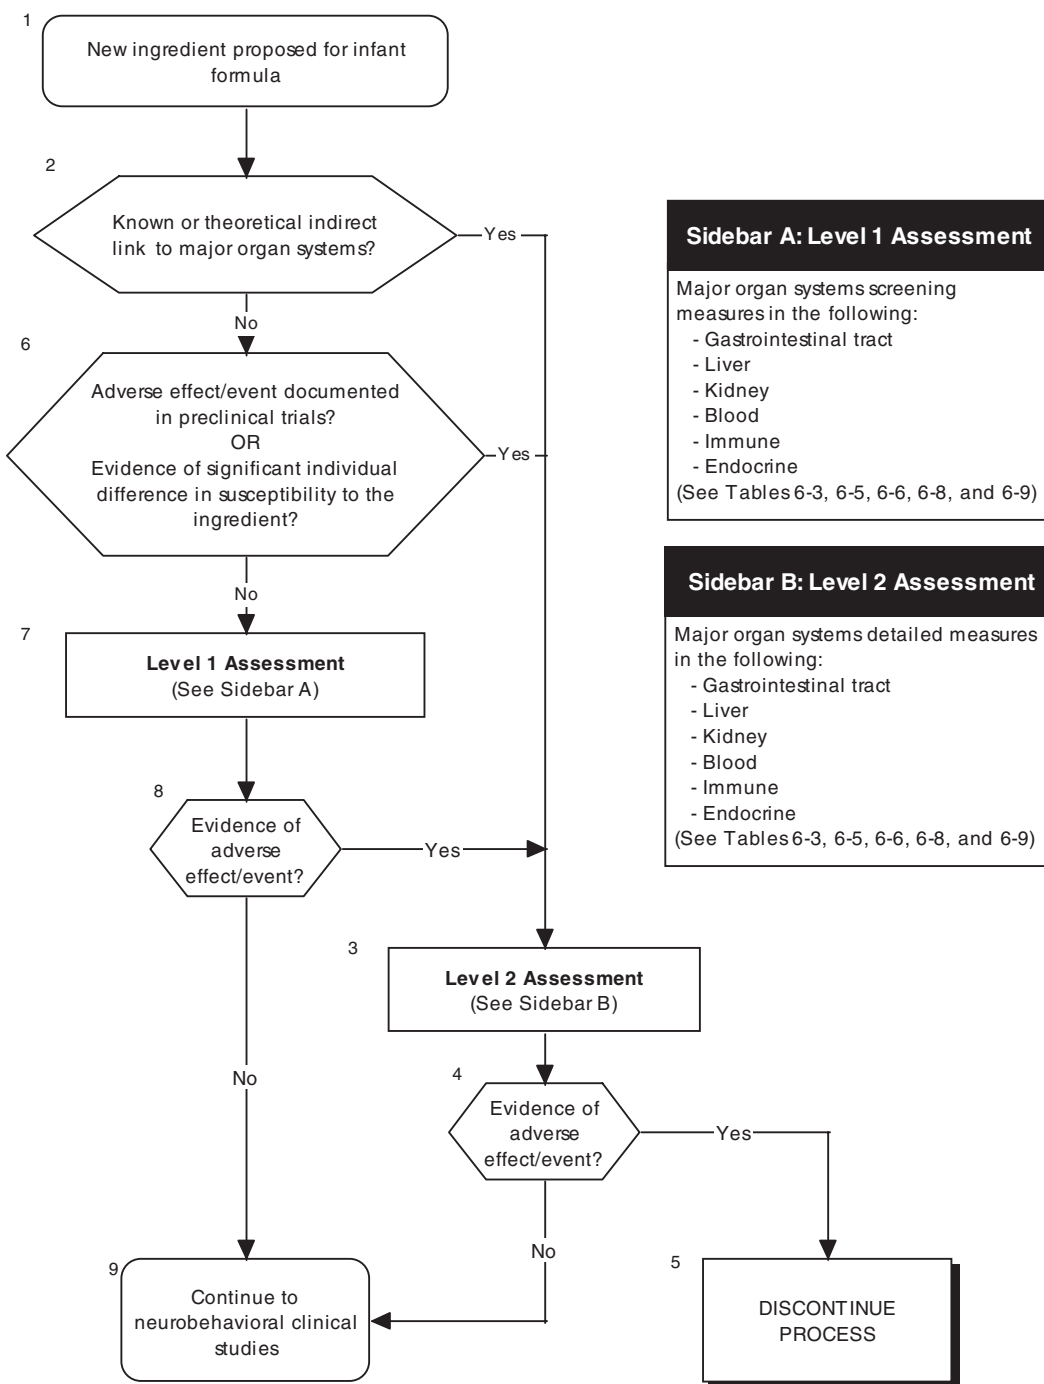 1
New ingredient proposed for infant
formula
2
Known or theoretical indirect
link to major organ systems?
Yes
No
6
Adverse effect/event documented
in preclinical trials?
OR
Evidence of significant individual
difference in susceptibility to the
ingredient?
Yes
No
7
Level 1 Assessment
(See Sidebar A)
8
Evidence of
adverse
effect/event?
Yes
No
3
Level 2 Assessment
(See Sidebar B)
4
Evidence of
adverse
effect/event?
Yes
No
5
DISCONTINUE
PROCESS
9
Continue to
neurobehavioral clinical
studies
Sidebar A: Level 1 Assessment
Major organ systems screening
measures in the following:
- Gastrointestinal tract
- Liver
- Kidney
- Blood
- Immune
- Endocrine
(See Tables 6-3, 6-5, 6-6, 6-8, and 6-9)
Sidebar B: Level 2 Assessment
Major organ systems detailed measures
in the following:
- Gastrointestinal tract
- Liver
- Kidney
- Blood
- Immune
- Endocrine
(See Tables 6-3, 6-5, 6-6, 6-8, and 6-9)